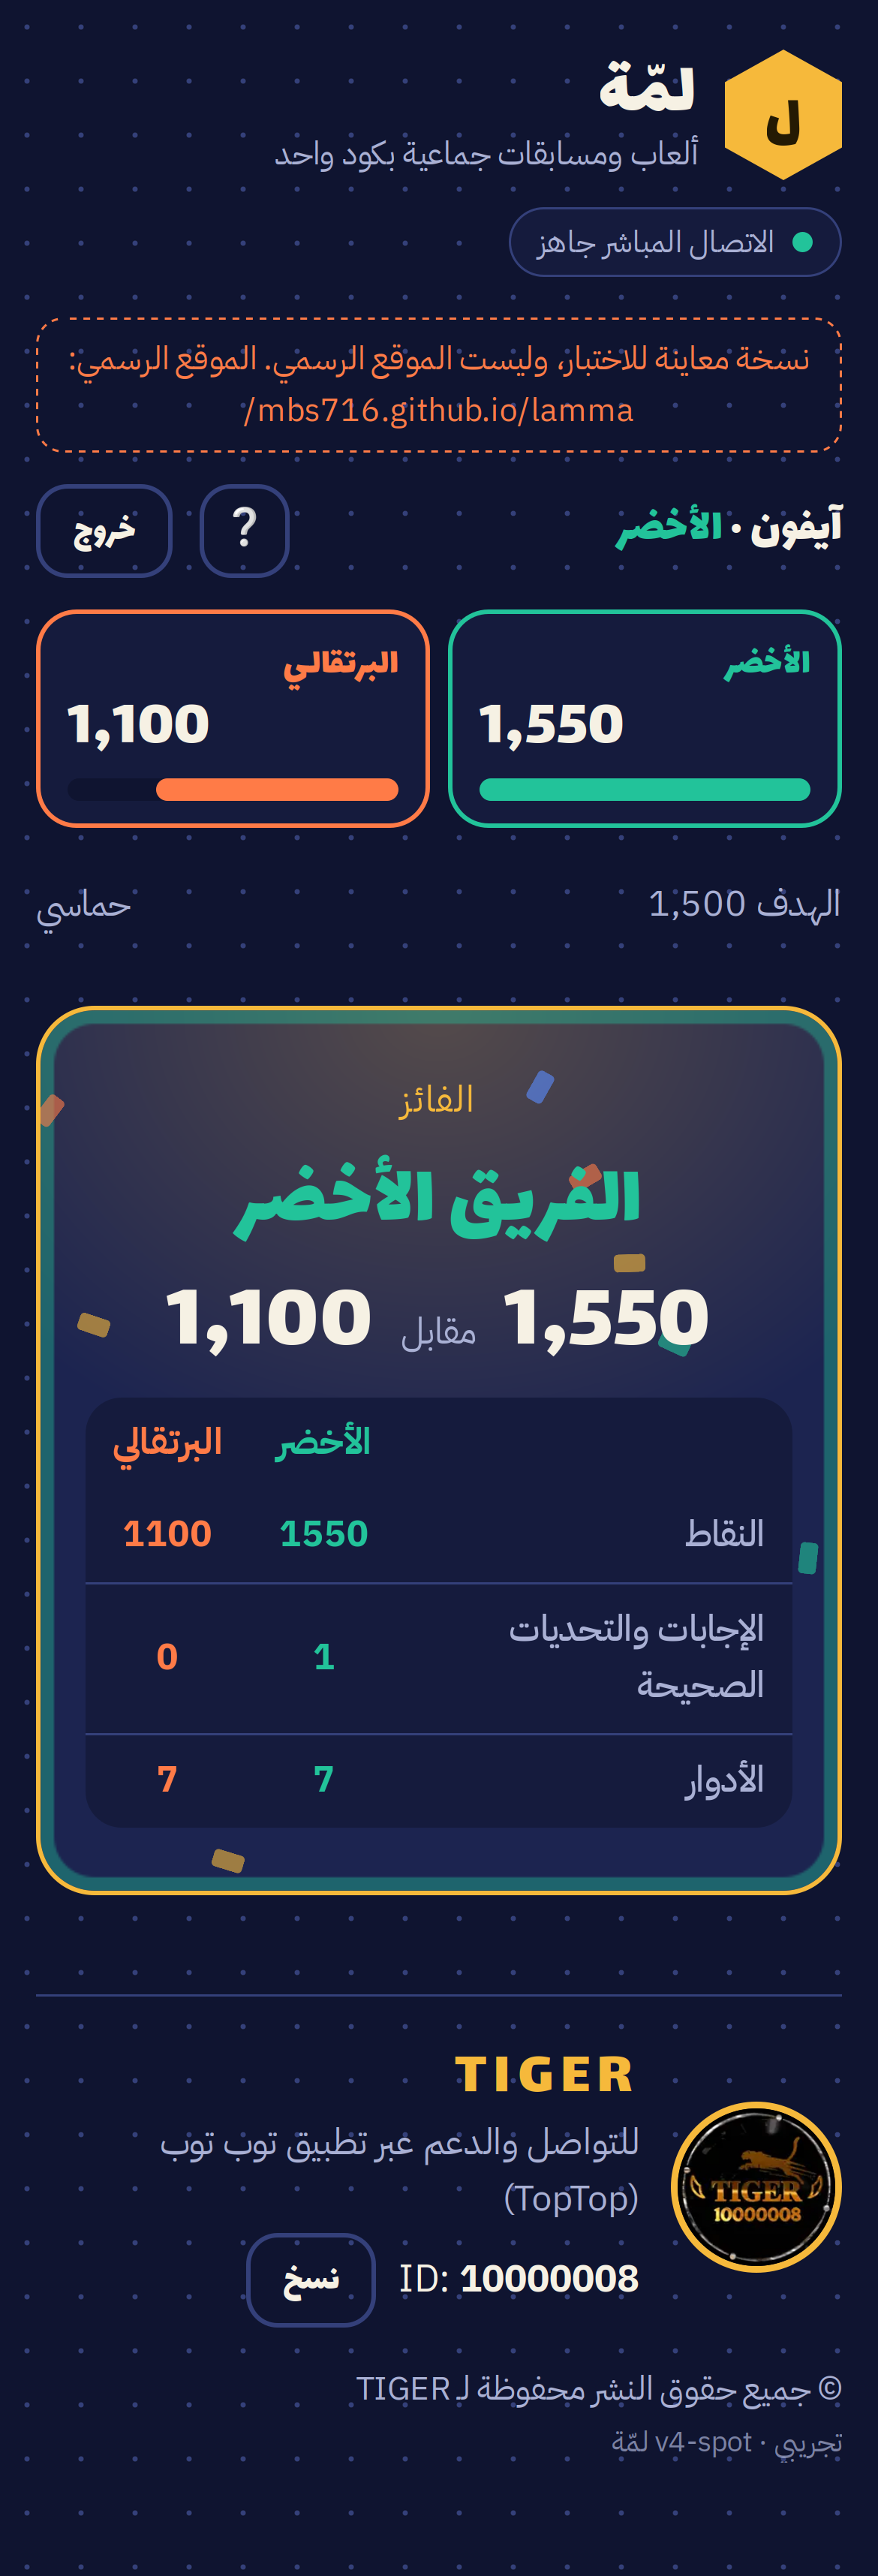 ل
لمّة
ألعاب ومسابقات جماعية بكود واحد
الاتصال المباشر جاهز
نسخة معاينة للاختبار، وليست الموقع الرسمي. الموقع الرسمي:
mbs716.github.io/lamma/
آيفون · الأخضر
?
خروج
الأخضر
1,550
البرتقالي
1,100
الهدف 1,500
حماسي
الفائز
الفريق الأخضر
1,550 مقابل 1,100
الأخضر البرتقالي
النقاط 1550 1100
الإجابات والتحديات
الصحيحة 1 0
الأدوار 7 7
TIGER
للتواصل والدعم عبر تطبيق توب توب
(TopTop)
ID: 10000008
نسخ
TIGER
10000008
© جميع حقوق النشر محفوظة لـ TIGER
تجريبي · v4-spot لمّة